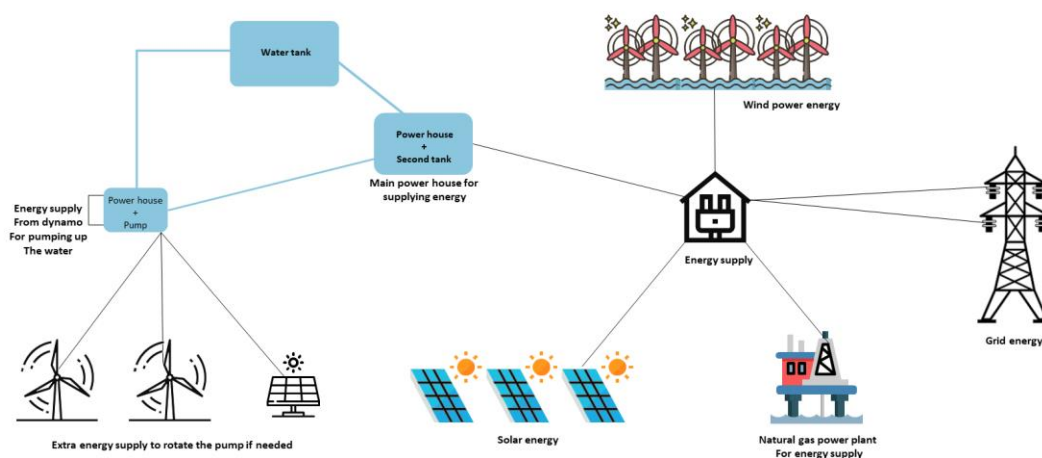 Water tank
Wind power energy
Power house
+
Second tank
Main power house for
supplying energy
Power house
+
Pump
Energy supply
From dynamo
For pumping up
The water
Energy supply
Grid energy
Extra energy supply to rotate the pump if needed
Solar energy
Natural gas power plant
For energy supply